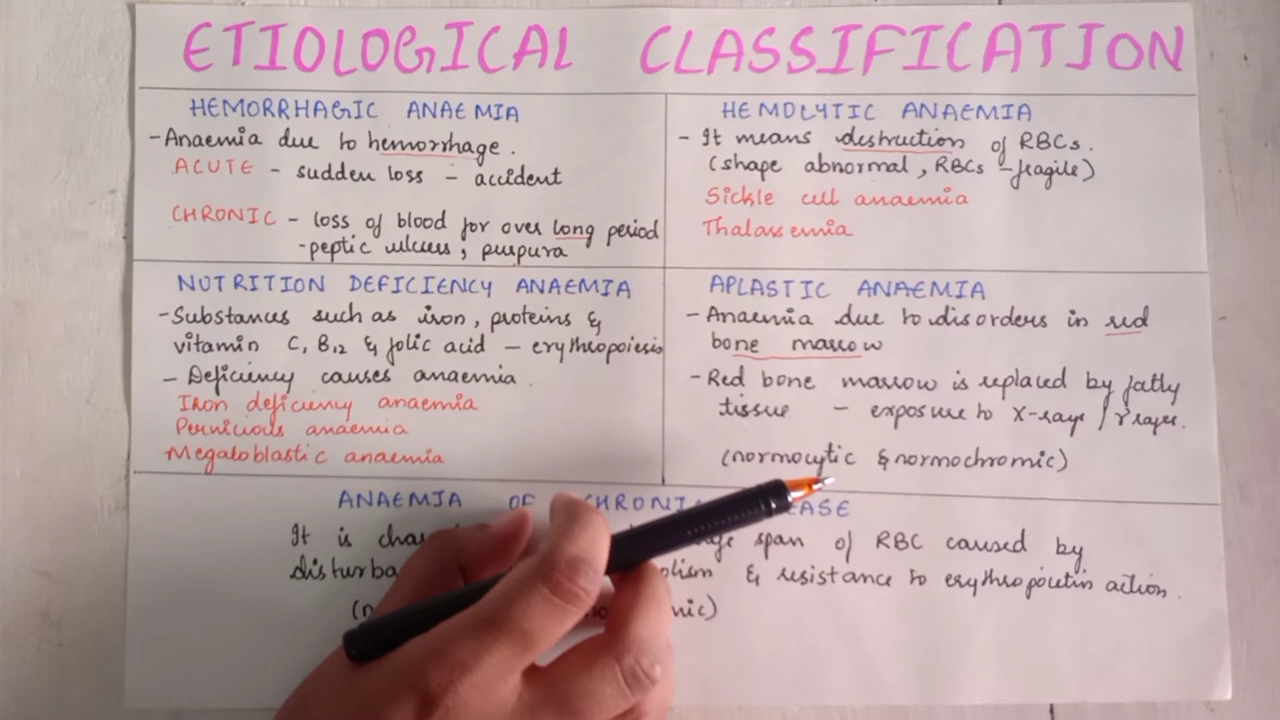 ETIOLOGICAL CLASSIFICATION
HEMORRHAGIC ANAEMIA
- Anaemia due to hemorrhage.
ACUTE - sudden loss - accident
CHRONIC - loss of blood for over long period
- peptic ulcers, purpura
HEMOLYTIC ANAEMIA
- It means destruction of RBCs.
(shape abnormal, RBCs - fragile)
Sickle cell anaemia
Thalassemia
NUTRITION DEFICIENCY ANAEMIA
- Substances such as iron, proteins &
vitamin C, B12 & folic acid - erythropoiesis
- Deficiency causes anaemia.
Iron deficiency anaemia
Pernicious anaemia
Megaloblastic anaemia
APLASTIC ANAEMIA
- Anaemia due to disorders in red
bone marrow
- Red bone marrow is replaced by fatty
tissue - exposure to X-rays / γ rays.
(normocytic & normochromic)
ANAEMIA OF
It is span of RBC caused by
& resistance to erythropoietin action.